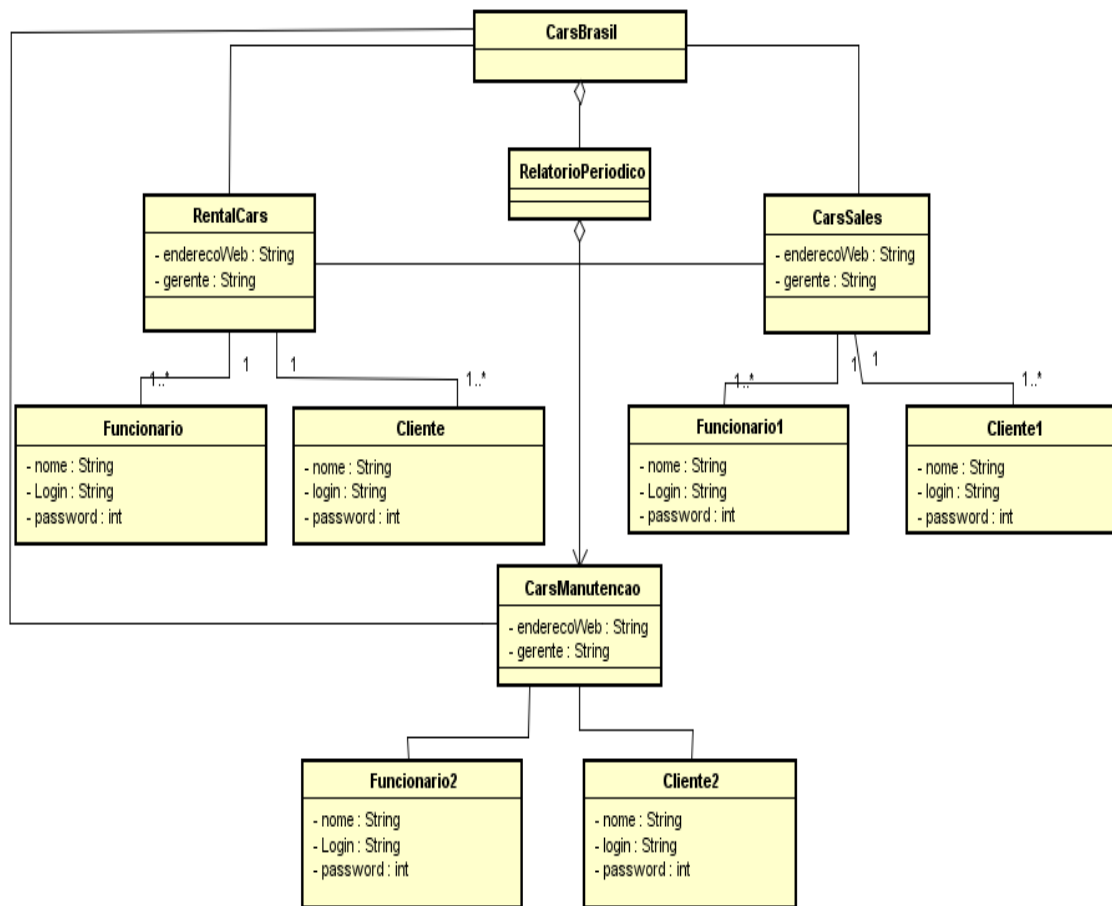 CarsBrasil
RelatorioPeriodico
RentalCars
- enderecoWeb : String
- gerente : String
CarsSales
- enderecoWeb : String
- gerente : String
1
1
1..*
1..*
1
1
1..*
1..*
Funcionario
- nome : String
- Login : String
- password : int
Cliente
- nome : String
- login : String
- password : int
Funcionario1
- nome : String
- Login : String
- password : int
Cliente1
- nome : String
- login : String
- password : int
CarsManutencao
- enderecoWeb : String
- gerente : String
Funcionario2
- nome : String
- Login : String
- password : int
Cliente2
- nome : String
- login : String
- password : int